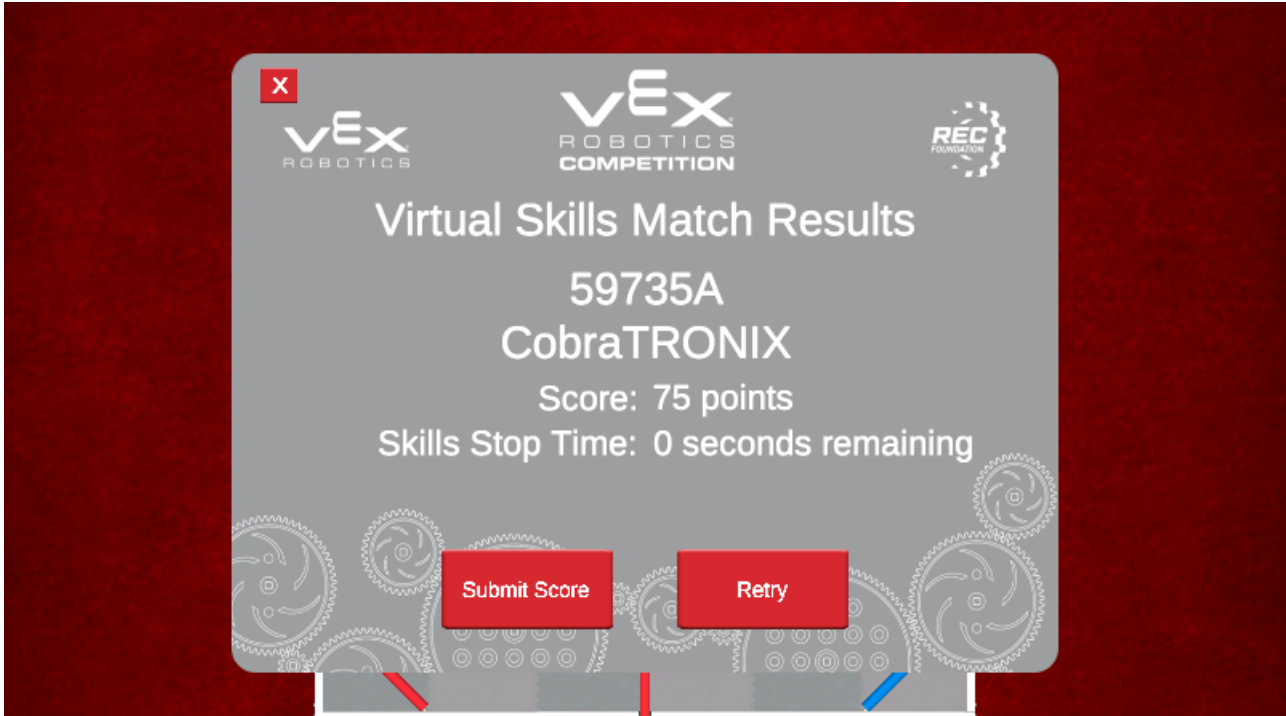 X
VEX
ROBOTICS
VEX
ROBOTICS
COMPETITION
REC
FOUNDATION
Virtual Skills Match Results
59735A
CobraTRONIX
Score: 75 points
Skills Stop Time: 0 seconds remaining
Submit Score
Retry